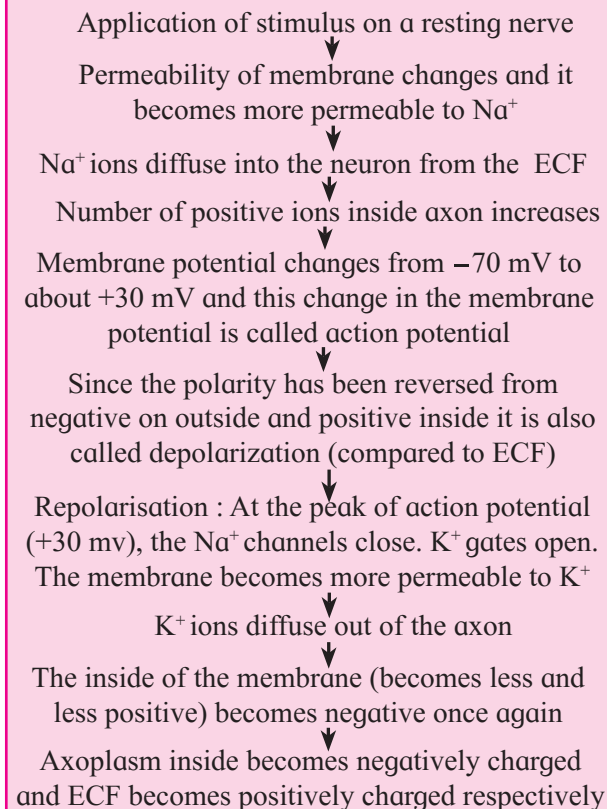 Application of stimulus on a resting nerve
Permeability of membrane changes and it
becomes more permeable to Na⁺
Na⁺ ions diffuse into the neuron from the ECF
Number of positive ions inside axon increases
Membrane potential changes from −70 mV to
about +30 mV and this change in the membrane
potential is called action potential
Since the polarity has been reversed from
negative on outside and positive inside it is also
called depolarization (compared to ECF)
Repolarisation : At the peak of action potential
(+30 mv), the Na⁺ channels close. K⁺ gates open.
The membrane becomes more permeable to K⁺
K⁺ ions diffuse out of the axon
The inside of the membrane (becomes less and
less positive) becomes negative once again
Axoplasm inside becomes negatively charged
and ECF becomes positively charged respectively